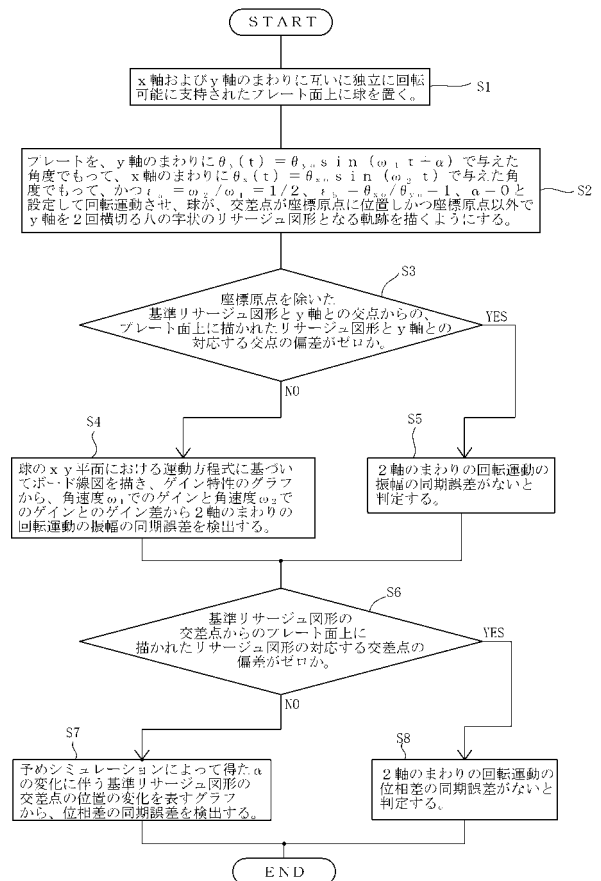 START
x軸およびy軸のまわりに互いに独立に回転
可能に支持されたプレート面上に球を置く。
S1
プレートを、y軸のまわりにθy(t)=θyo sin(ω1t+α)で与えた
角度でもって、x軸のまわりにθx(t)=θxo sin(ω2t)で与えた角
度でもって、かつ =ω2/ω1=1/2、 =θxo/θyo=1、α=0と
設定して回転運動させ、球が、交差点が座標原点に位置しかつ座標原点以外で
y軸を2回横切る八の字状のリサージュ図形となる軌跡を描くようにする。
S2
S3
座標原点を除いた
基準リサージュ図形とy軸との交点からの、
プレート面上に描かれたリサージュ図形とy軸との
対応する交点の偏差がゼロか。
YES
NO
S4
球のxy平面における運動方程式に基づい
てボード線図を描き、ゲイン特性のグラフ
から、角速度ω1でのゲインと角速度ω2で
のゲインとのゲイン差から2軸のまわりの
回転運動の振幅の同期誤差を検出する。
S5
2軸のまわりの回転運動の
振幅の同期誤差がないと
判定する。
S6
基準リサージュ図形の
交差点からのプレート面上に
描かれたリサージュ図形の対応する交差点の
偏差がゼロか。
YES
NO
S7
予めシミュレーションによって得たα
の変化に伴う基準リサージュ図形の
交差点の位置の変化を表すグラフ
から、位相差の同期誤差を検出する。
S8
2軸のまわりの回転運動の
位相差の同期誤差がないと
判定する。
END